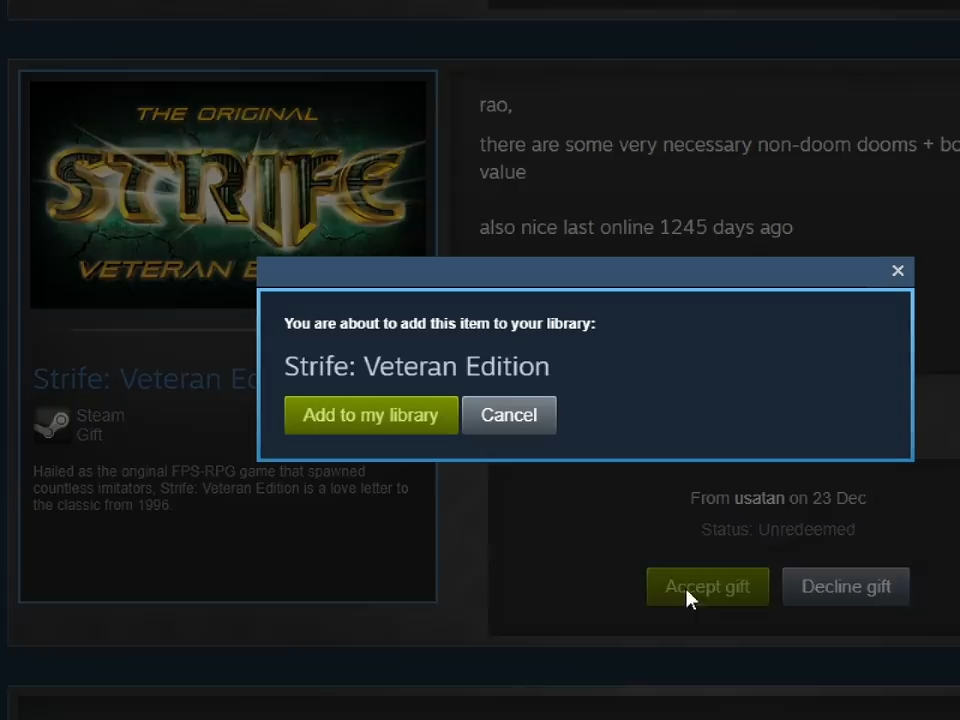 THE ORIGINAL
STRIFE
VETERAN E
rao,
there are some very necessary non-doom dooms + bo
value
also nice last online 1245 days ago
You are about to add this item to your library:
Strife: Veteran Edition
Add to my library
Cancel
Strife: Veteran Ed
Steam
Gift
Hailed as the original FPS-RPG game that spawned
countless imitators, Strife: Veteran Edition is a love letter to
the classic from 1996.
From usatan on 23 Dec
Status: Unredeemed
Accept gift
Decline gift